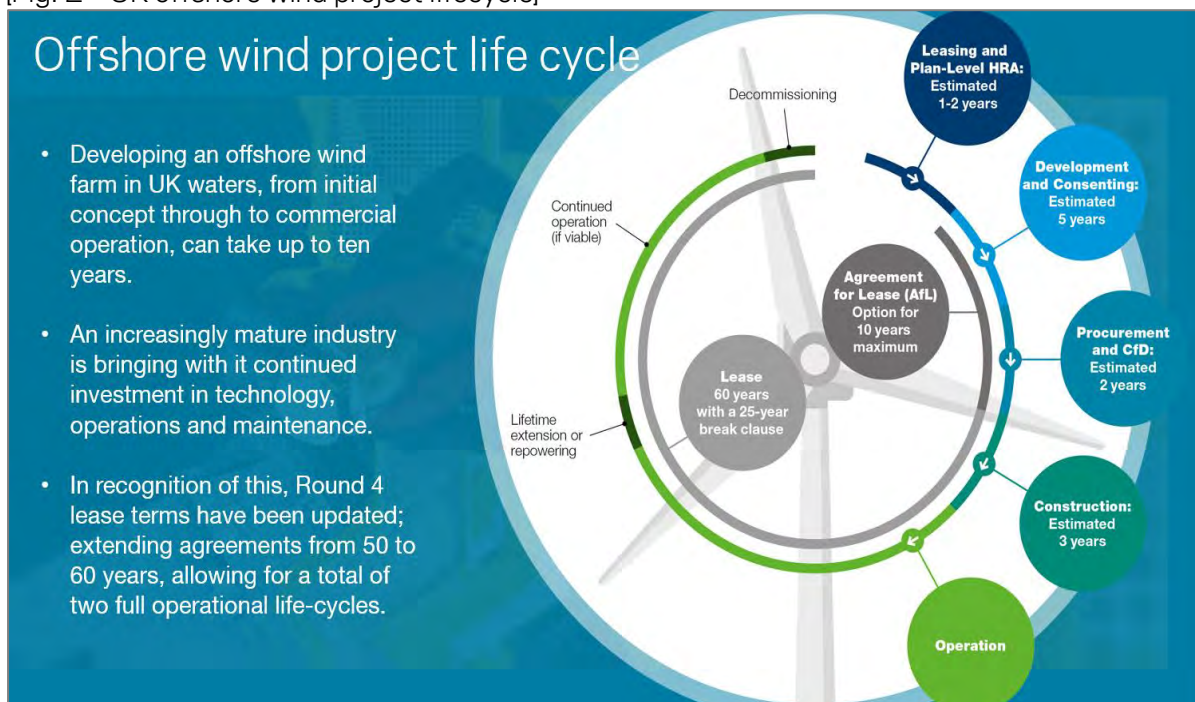 Offshore wind project life cycle
• Developing an offshore wind
farm in UK waters, from initial
concept through to commercial
operation, can take up to ten
years.
• An increasingly mature industry
is bringing with it continued
investment in technology,
operations and maintenance.
• In recognition of this, Round 4
lease terms have been updated;
extending agreements from 50 to
60 years, allowing for a total of
two full operational life-cycles.
Leasing and
Plan-Level HRA:
Estimated
1-2 years
Development
and Consenting:
Estimated
5 years
Procurement
and CfD:
Estimated
2 years
Construction:
Estimated
3 years
Operation
Lifetime
extension or
repowering
Continued
operation
(if viable)
Decommissioning
Agreement
for Lease (AfL)
Option for
10 years
maximum
Lease
60 years
with a 25-year
break clause